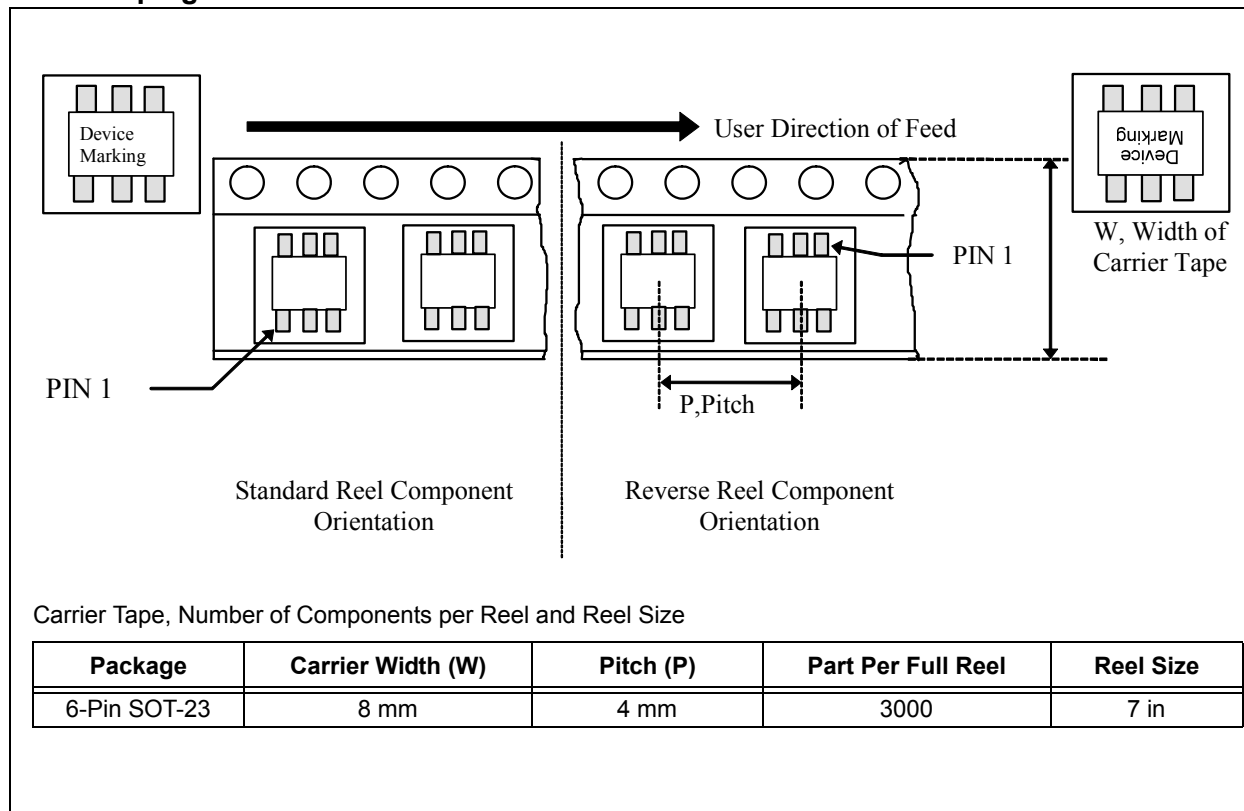 Device
Marking
User Direction of Feed
Device
Marking
W, Width of
Carrier Tape
PIN 1
PIN 1
P,Pitch
Standard Reel Component
Orientation
Reverse Reel Component
Orientation
Carrier Tape, Number of Components per Reel and Reel Size
Package Carrier Width (W) Pitch (P) Part Per Full Reel Reel Size
6-Pin SOT-23 8 mm 4 mm 3000 7 in